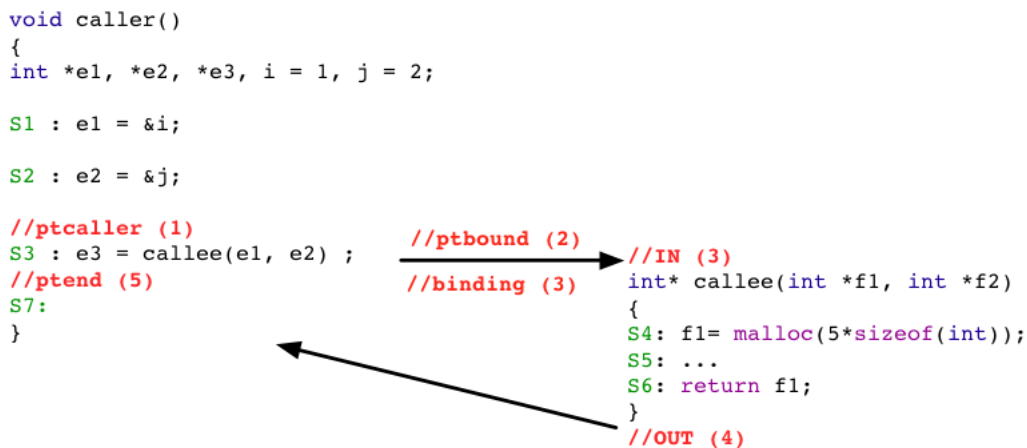 void caller()
{
int *e1, *e2, *e3, i = 1, j = 2;
S1 : e1 = &i;
S2 : e2 = &j;
//ptcaller (1)
S3 : e3 = callee(e1, e2) ;
//ptend (5)
S7:
}
//ptbound (2)
//binding (3)
//IN (3)
int* callee(int *f1, int *f2)
{
S4: f1= malloc(5*sizeof(int));
S5: ...
S6: return f1;
}
//OUT (4)